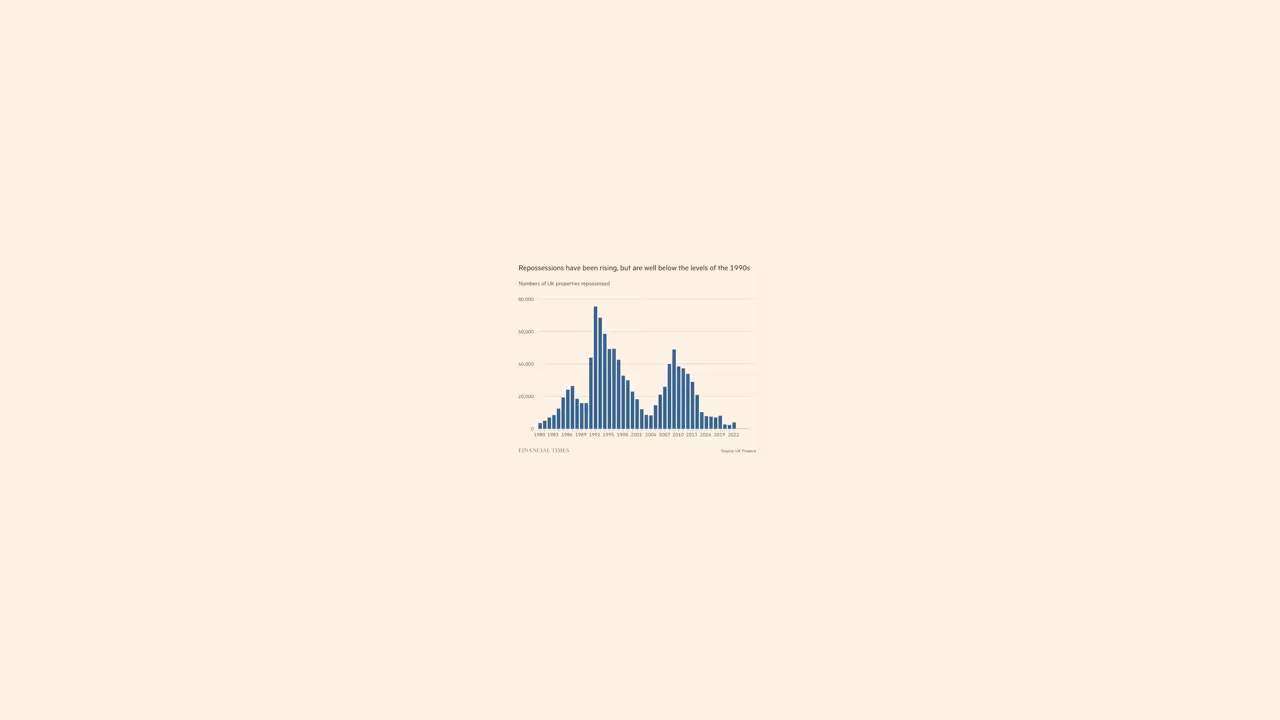 Repossessions have been rising, but are well below the levels of the 1990s
Numbers of UK properties repossessed
80,000
60,000
40,000
20,000
0
1980 1983 1986 1989 1992 1995 1998 2001 2004 2007 2010 2013 2016 2019 2022
FINANCIAL TIMES
Source: UK Finance